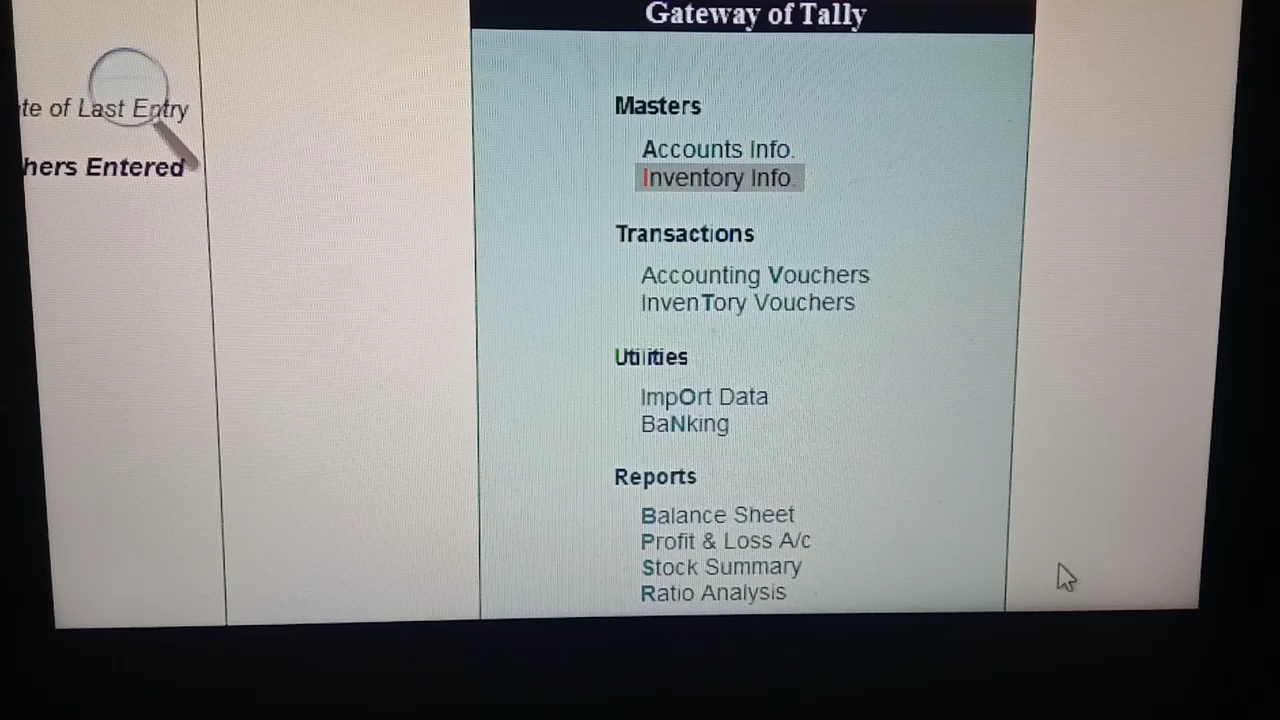 Gateway of Tally
te of Last Entry
hers Entered
Masters
Accounts Info.
Inventory Info.
Transactions
Accounting Vouchers
InvenTory Vouchers
Utilities
ImpOrt Data
BaNking
Reports
Balance Sheet
Profit & Loss A/c
Stock Summary
Ratio Analysis